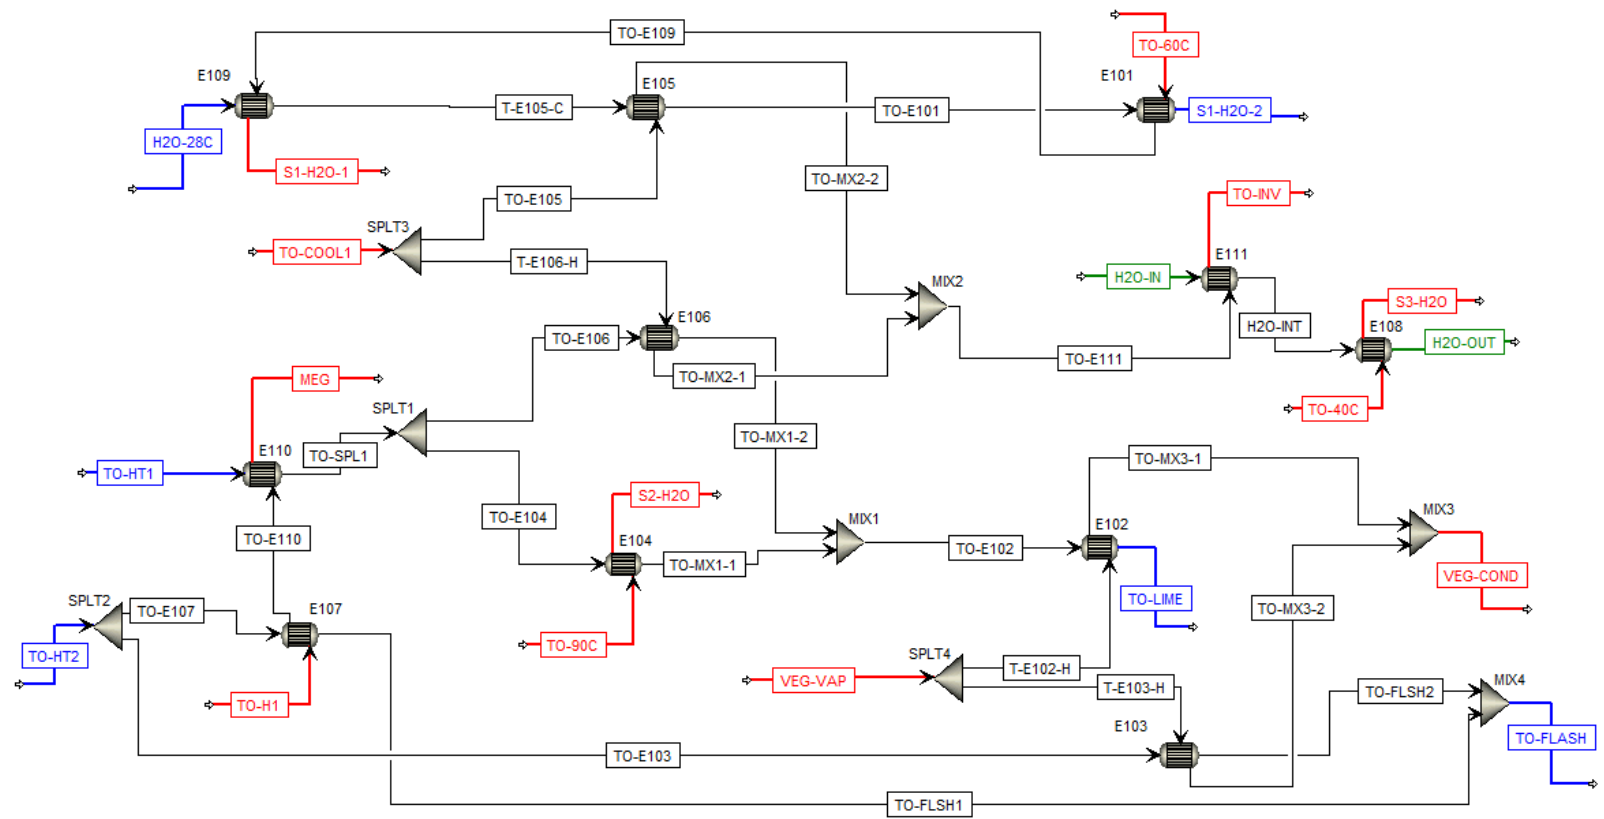 TO-E109
TO-60C
E109
E105
E101
T-E105-C
TO-E101
S1-H2O-2
H2O-28C
S1-H2O-1
TO-MX2-2
TO-E105
TO-INV
SPLT3
TO-COOL1
T-E106-H
E111
H2O-IN
MIX2
S3-H2O
E106
H2O-INT
E108
TO-E106
H2O-OUT
TO-E111
MEG
TO-MX2-1
SPLT1
TO-40C
TO-MX1-2
E110
TO-SPL1
TO-MX3-1
TO-HT1
S2-H2O
TO-E104
MIX1
MIX3
E102
TO-E110
E104
TO-E102
TO-MX1-1
VEG-COND
SPLT2
TO-E107
E107
TO-LIME
TO-MX3-2
TO-90C
TO-HT2
SPLT4
T-E102-H
VEG-VAP
T-E103-H
TO-FLSH2
MIX4
TO-H1
E103
TO-E103
TO-FLASH
TO-FLSH1